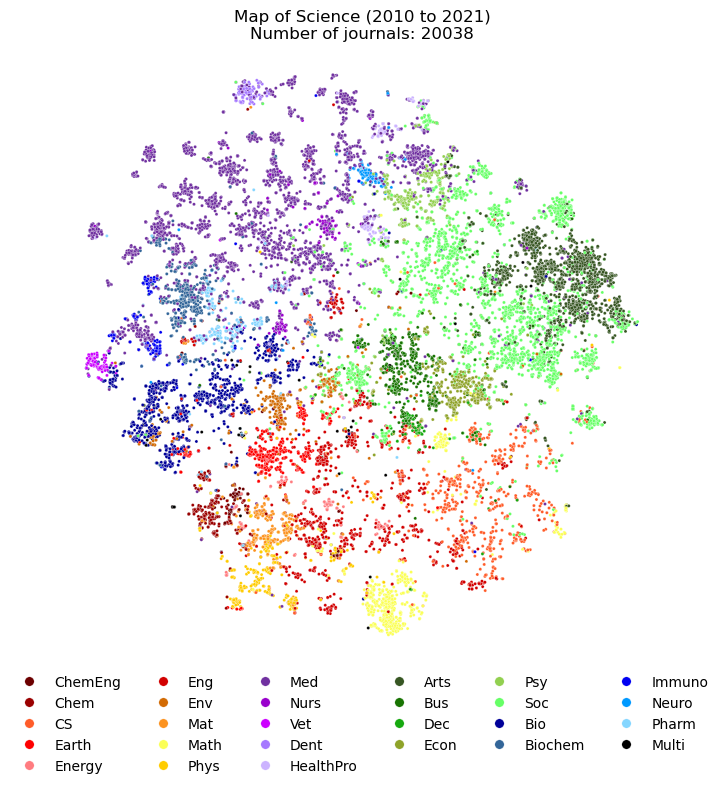 Map of Science (2010 to 2021)
Number of journals: 20038
ChemEng
Chem
CS
Earth
Energy
Eng
Env
Mat
Math
Phys
Med
Nurs
Vet
Dent
HealthPro
Arts
Bus
Dec
Econ
Psy
Soc
Bio
Biochem
Immuno
Neuro
Pharm
Multi